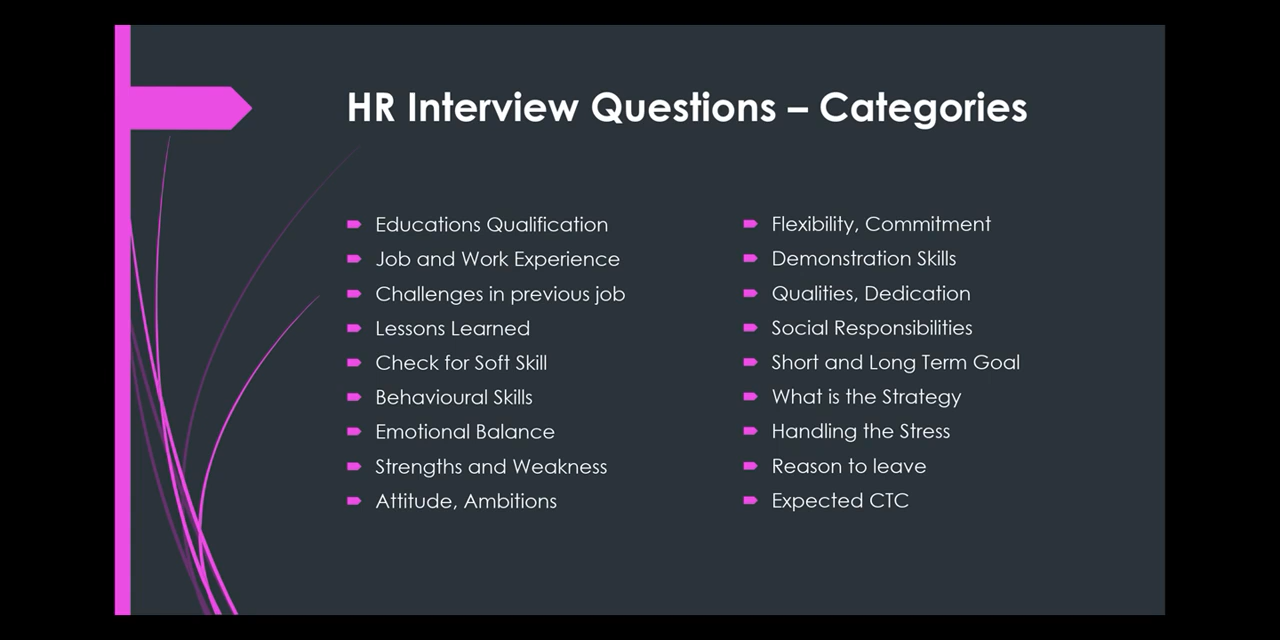 HR Interview Questions – Categories
Educations Qualification
Job and Work Experience
Challenges in previous job
Lessons Learned
Check for Soft Skill
Behavioural Skills
Emotional Balance
Strengths and Weakness
Attitude, Ambitions
Flexibility, Commitment
Demonstration Skills
Qualities, Dedication
Social Responsibilities
Short and Long Term Goal
What is the Strategy
Handling the Stress
Reason to leave
Expected CTC